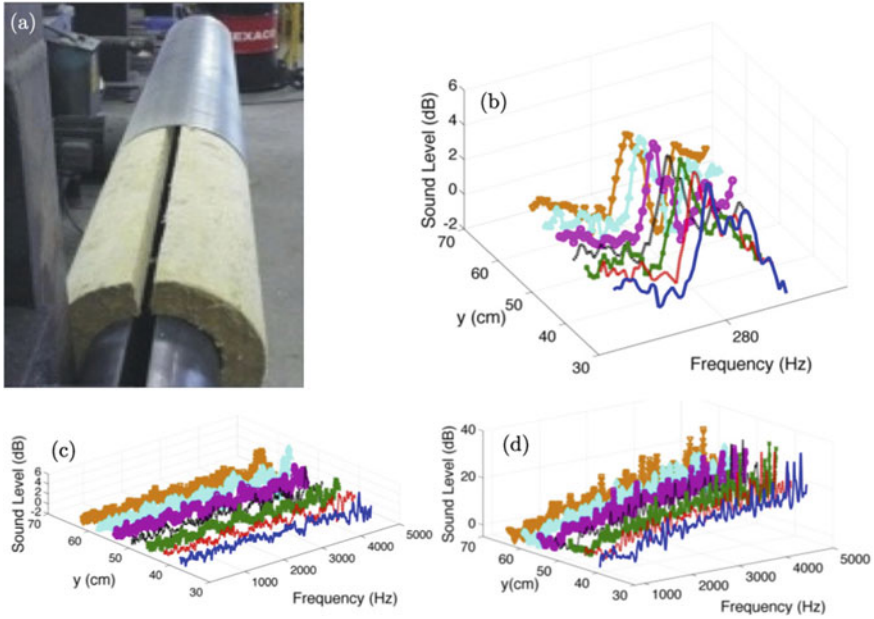 (a)
EXACO
(b)
Sound Level (dB)
6
4
2
0
-2
70
60
50
40
30
y (cm)
280
Frequency (Hz)
(c)
Sound Level (dB)
6
4
2
0
-2
70
60
50
40
30
y (cm)
1000
2000
3000
4000
5000
Frequency (Hz)
(d)
Sound Level (dB)
40
20
0
70
60
50
40
30
y(cm)
1000
2000
3000
4000
5000
Frequency (Hz)